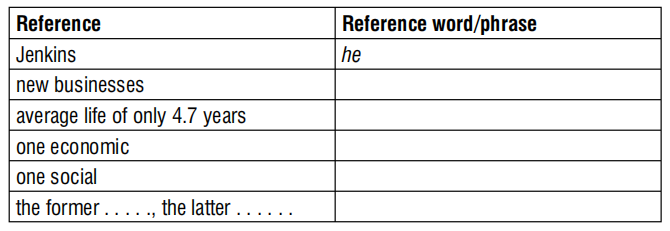 Reference Reference word/phrase
Jenkins he
new businesses
average life of only 4.7 years
one economic
one social
the former . . . . ., the latter . . . . . .